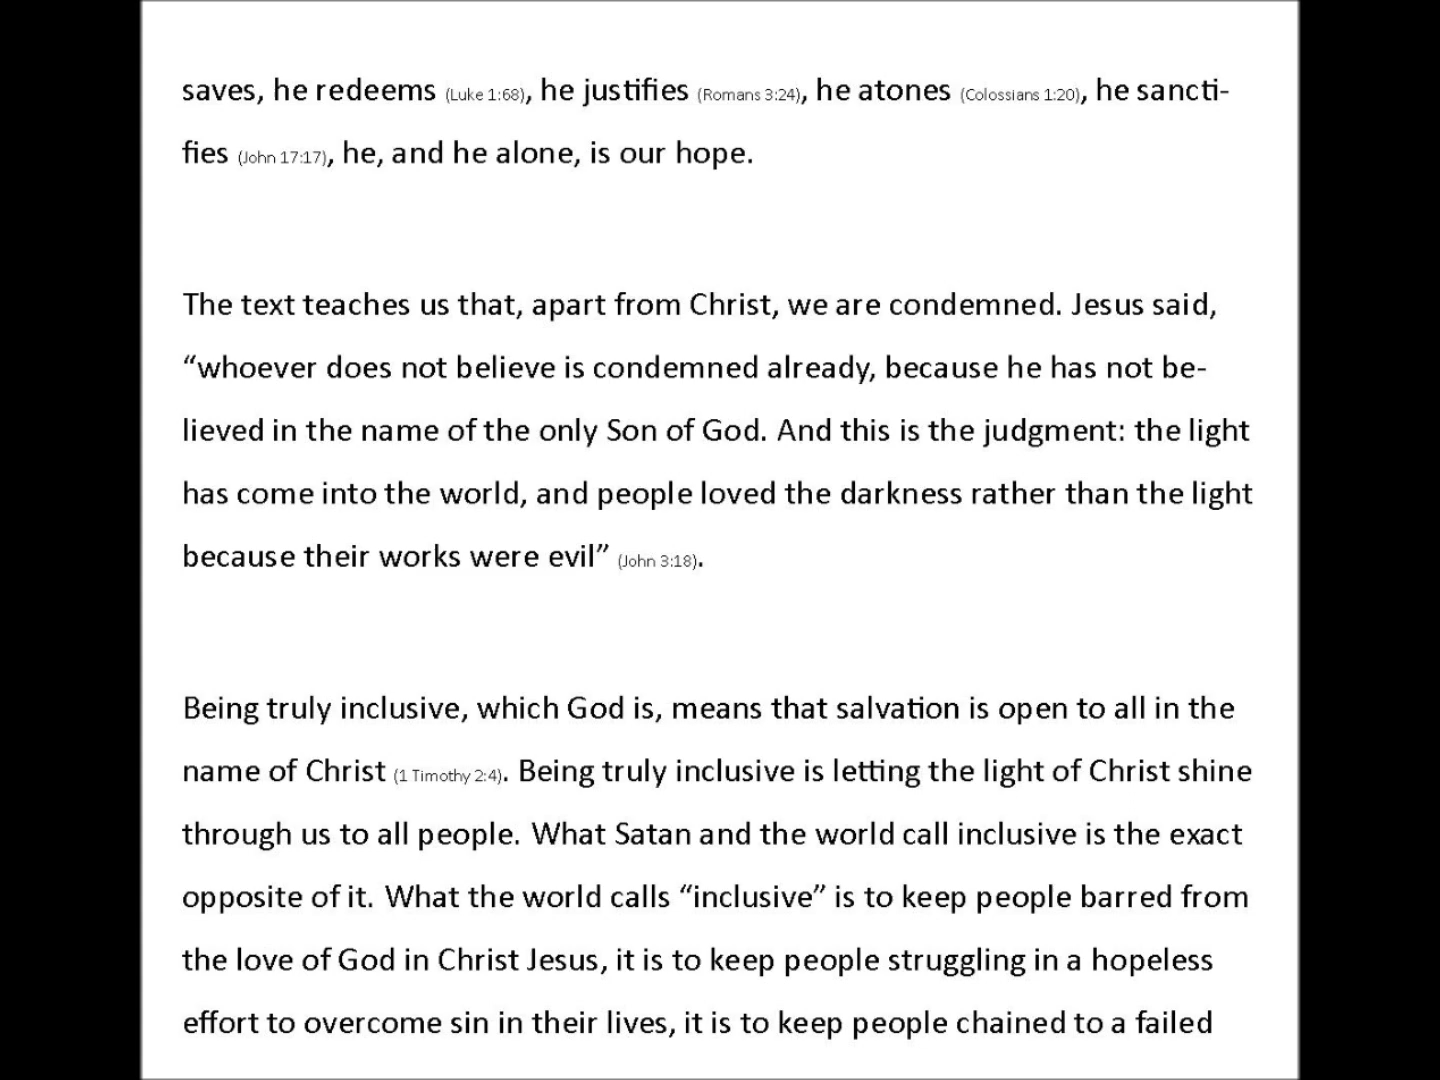 saves, he redeems (Luke 1:68), he justifies (Romans 3:24), he atones (Colossians 1:20), he sancti-
fies (John 17:17), he, and he alone, is our hope.
The text teaches us that, apart from Christ, we are condemned. Jesus said,
“whoever does not believe is condemned already, because he has not be-
lieved in the name of the only Son of God. And this is the judgment: the light
has come into the world, and people loved the darkness rather than the light
because their works were evil” (John 3:18).
Being truly inclusive, which God is, means that salvation is open to all in the
name of Christ (1 Timothy 2:4). Being truly inclusive is letting the light of Christ shine
through us to all people. What Satan and the world call inclusive is the exact
opposite of it. What the world calls “inclusive” is to keep people barred from
the love of God in Christ Jesus, it is to keep people struggling in a hopeless
effort to overcome sin in their lives, it is to keep people chained to a failed